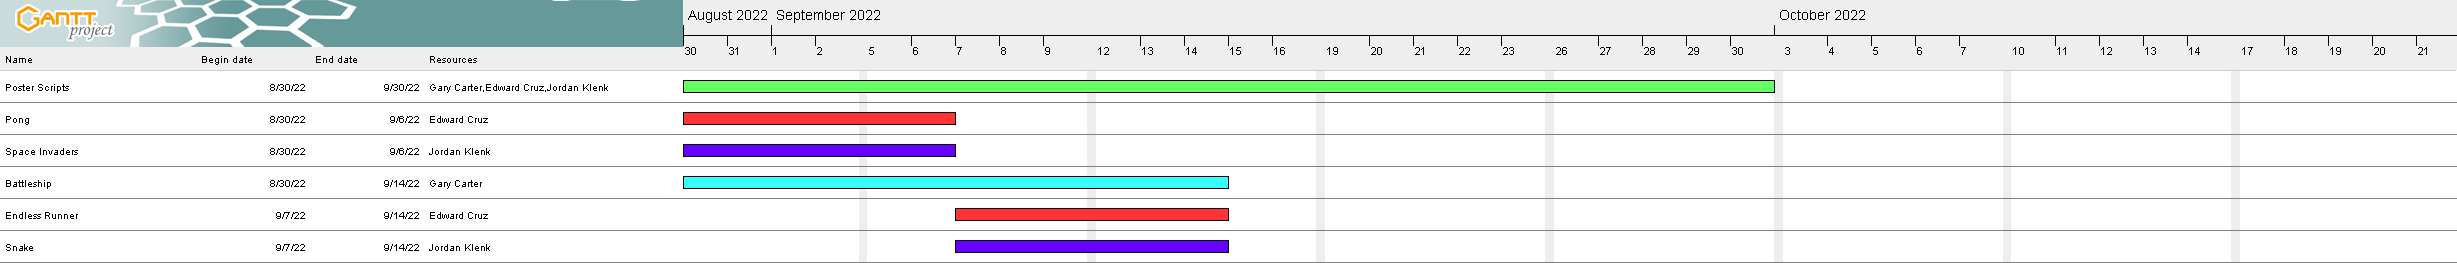 GANTT project
August 2022 September 2022 October 2022
30 31 1 2 5 6 7 8 9 12 13 14 15 16 19 20 21 22 23 26 27 28 29 30 3 4 5 6 7 10 11 12 13 14 17 18 19 20 21
Name Begin date End date Resources
Poster Scripts 8/30/22 9/30/22 Gary Carter,Edward Cruz,Jordan Klenk
Pong 8/30/22 9/6/22 Edward Cruz
Space Invaders 8/30/22 9/6/22 Jordan Klenk
Battleship 8/30/22 9/14/22 Gary Carter
Endless Runner 9/7/22 9/14/22 Edward Cruz
Snake 9/7/22 9/14/22 Jordan Klenk